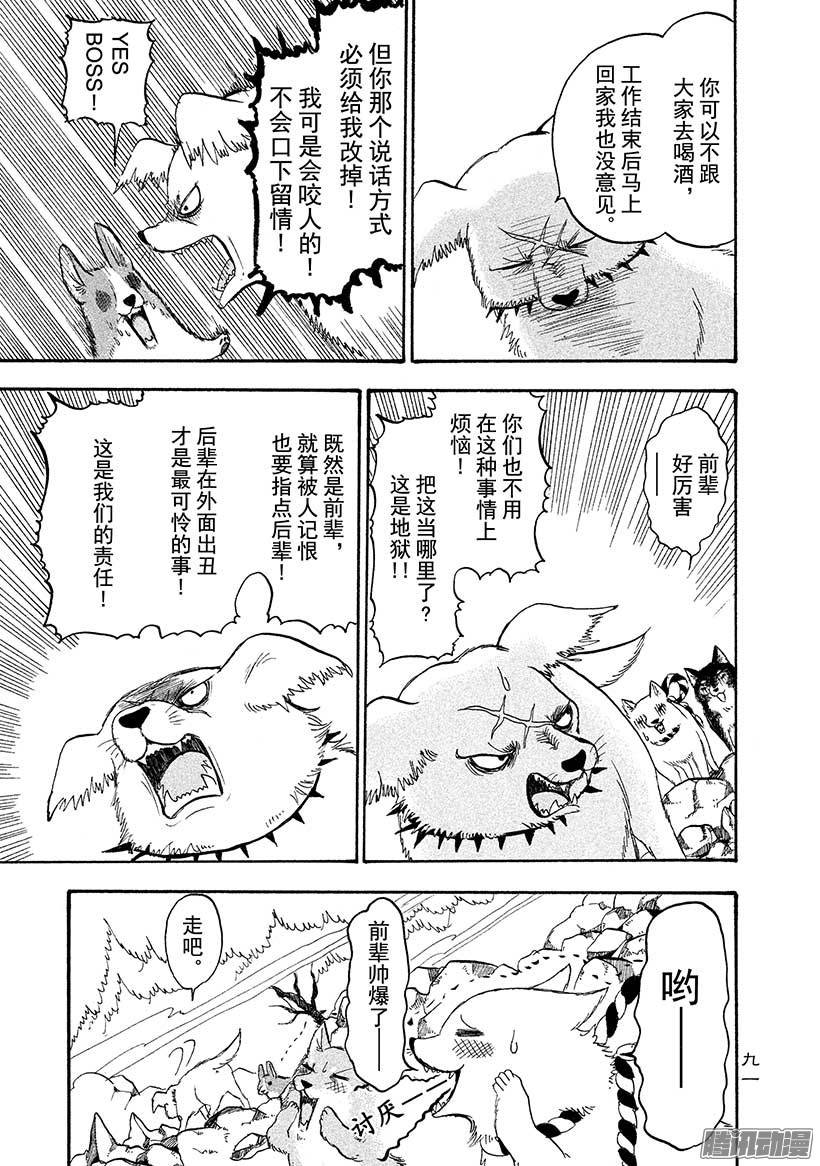 你可以不跟
大家去喝酒，
工作结束后马上
回家我也没意见。
但你那个说话方式
必须给我改掉！
我可是会咬人的！
不会口下留情！
YES
BOSS！
前辈
好厉害
——
你们也不用
在这种事情上
烦恼！
把这当哪里了？
这是地狱！！
既然是前辈，
就算被人记恨
也要指点后辈！
后辈在外面出丑
才是最可怜的事！
这是我们的责任！
哟——
前辈帅爆了——
讨厌——
走吧。
九一
腾讯动漫